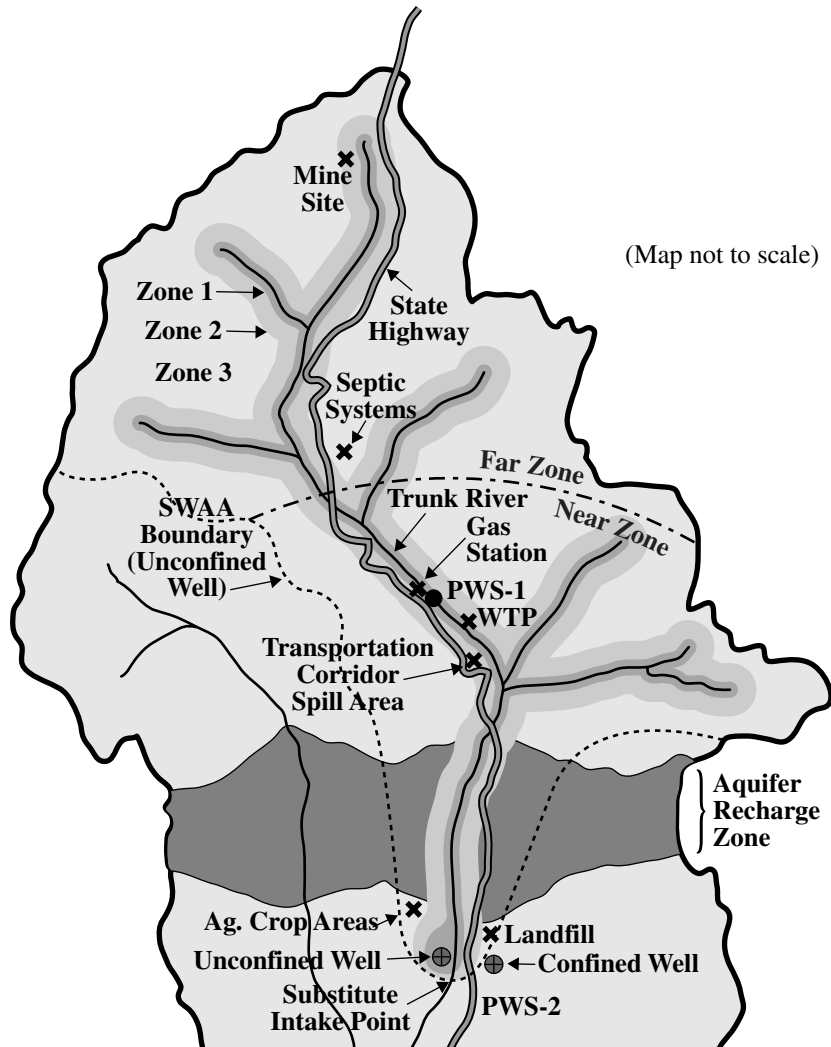 Mine
Site
(Map not to scale)
Zone 1
State
Highway
Zone 2
Zone 3
Septic
Systems
Far Zone
Near Zone
Trunk River
Gas
Station
SWAA
Boundary
(Unconfined
Well)
PWS-1
WTP
Transportation
Corridor
Spill Area
Aquifer
Recharge
Zone
Ag. Crop Areas
Landfill
Unconfined Well
Confined Well
Substitute
Intake Point
PWS-2